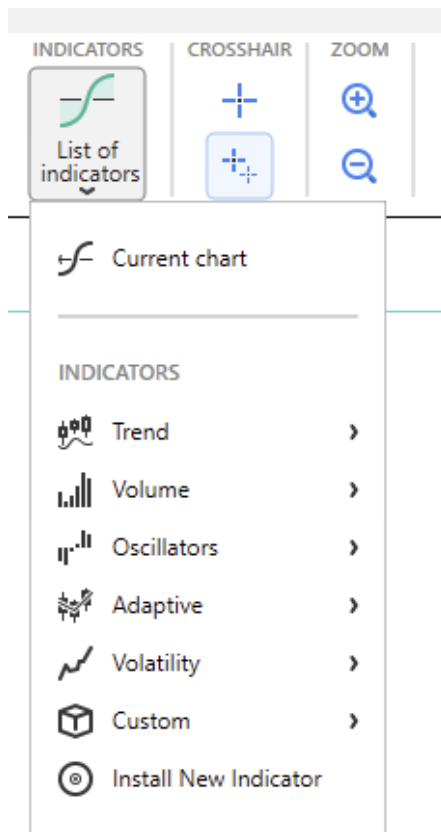 INDICATORS
CROSSHAIR
ZOOM
List of
indicators
Current chart
INDICATORS
Trend
Volume
Oscillators
Adaptive
Volatility
Custom
Install New Indicator